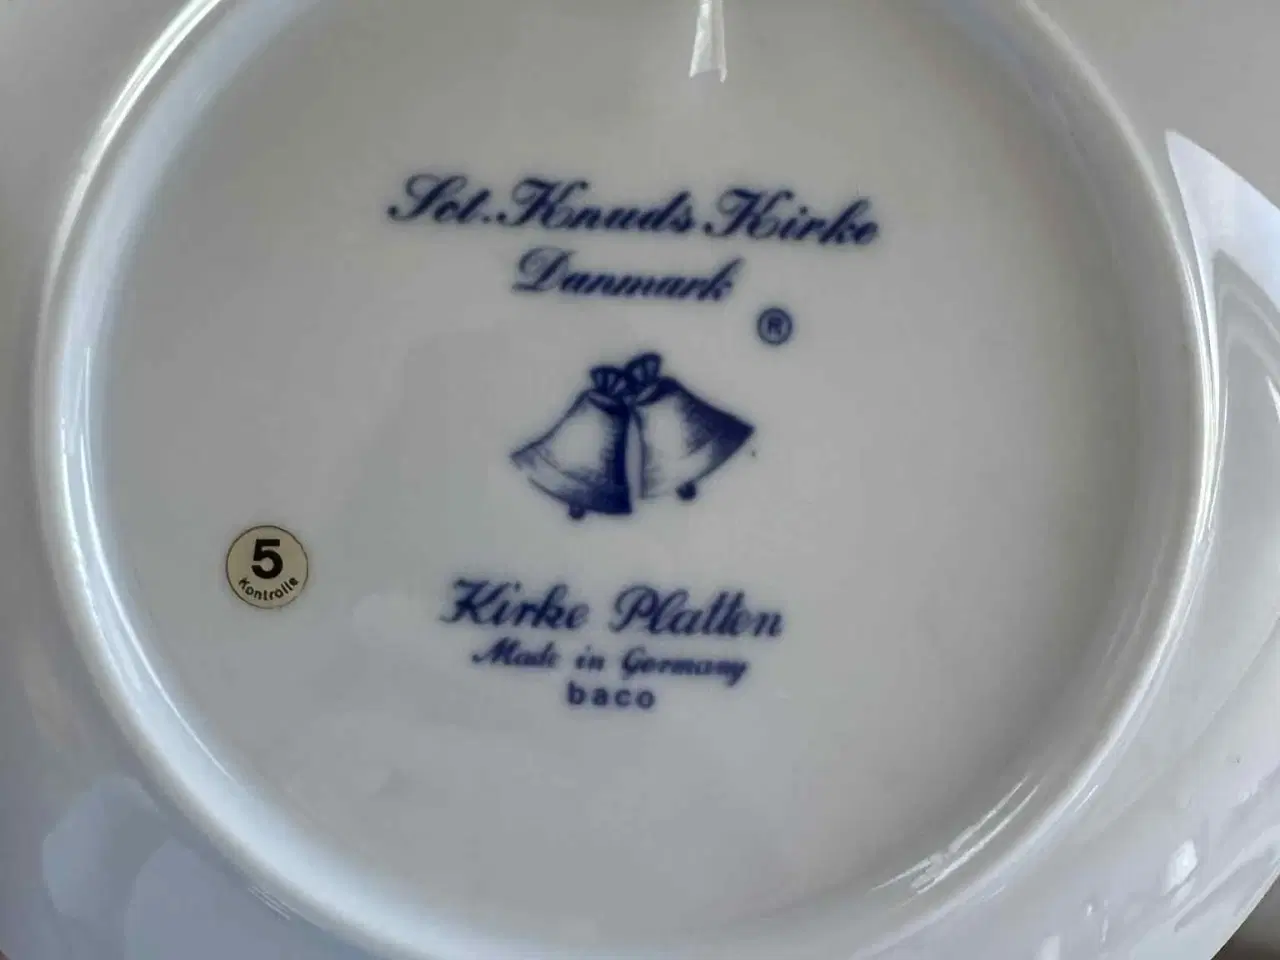 Sct. Knuds Kirke
Danmark
®
5
Kontrolle
Kirke Platten
Made in Germany
baco